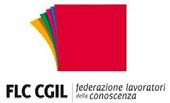 FLC CGIL
federazione lavoratori
della conoscenza